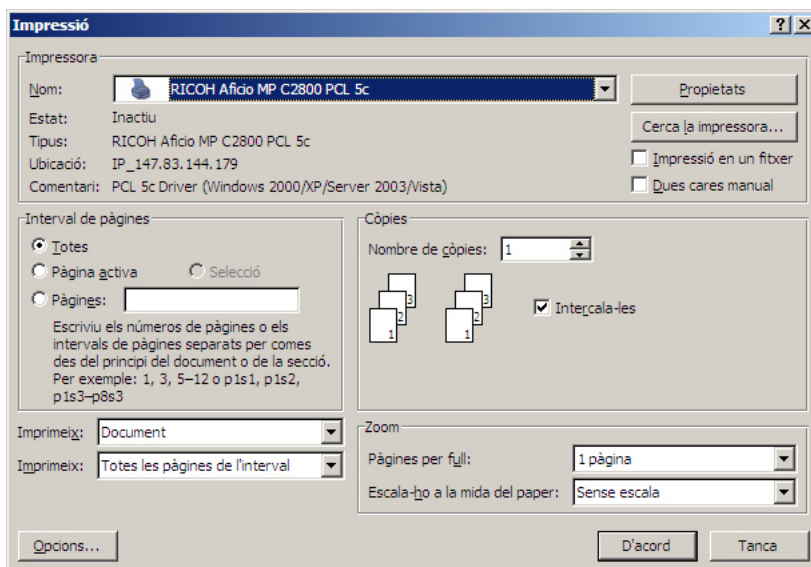 Impressió
Impressora
Nom: RICOH Aficio MP C2800 PCL 5c
Propietats
Estat: Inactiu
Cerca la impressora...
Tipus: RICOH Aficio MP C2800 PCL 5c
Ubicació: IP_147.83.144.179
Impressió en un fitxer
Comentari: PCL 5c Driver (Windows 2000/XP/Server 2003/Vista)
Dues cares manual
Interval de pàgines
Totes
Pàgina activa
Selecció
Pàgines:
Escriviu els números de pàgines o els
intervals de pàgines separats per comes
des del principi del document o de la secció.
Per exemple: 1, 3, 5–12 o p1s1, p1s2,
p1s3–p8s3
Còpies
Nombre de còpies: 1
3 3
2 2
1 1
Intercala-les
Imprimeix: Document
Imprimeix: Totes les pàgines de l'interval
Zoom
Pàgines per full: 1 pàgina
Escala-ho a la mida del paper: Sense escala
Opcions...
D'acord
Tanca